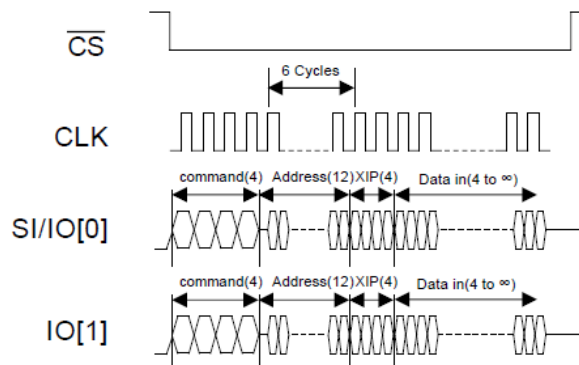 CS
6 Cycles
CLK
command(4) Address(12) XIP(4) Data in(4 to ∞)
SI/IO[0]
command(4) Address(12) XIP(4) Data in(4 to ∞)
IO[1]